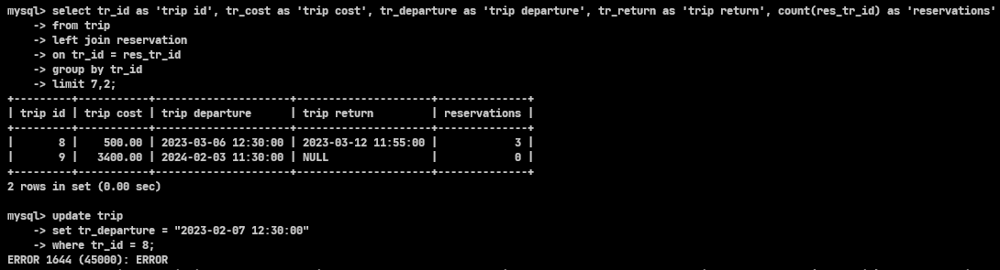 mysql> select tr_id as 'trip id', tr_cost as 'trip cost', tr_departure as 'trip departure', tr_return as 'trip return', count(res_tr_id) as 'reservations'
    -> from trip
    -> left join reservation
    -> on tr_id = res_tr_id
    -> group by tr_id
    -> limit 7,2;
+---------+-----------+---------------------+---------------------+--------------+
| trip id | trip cost | trip departure      | trip return         | reservations |
+---------+-----------+---------------------+---------------------+--------------+
|       8 |    500.00 | 2023-03-06 12:30:00 | 2023-03-12 11:55:00 |            3 |
|       9 |   3400.00 | 2024-02-03 11:30:00 | NULL                |            0 |
+---------+-----------+---------------------+---------------------+--------------+
2 rows in set (0.00 sec)
mysql> update trip
    -> set tr_departure = "2023-02-07 12:30:00"
    -> where tr_id = 8;
ERROR 1644 (45000): ERROR